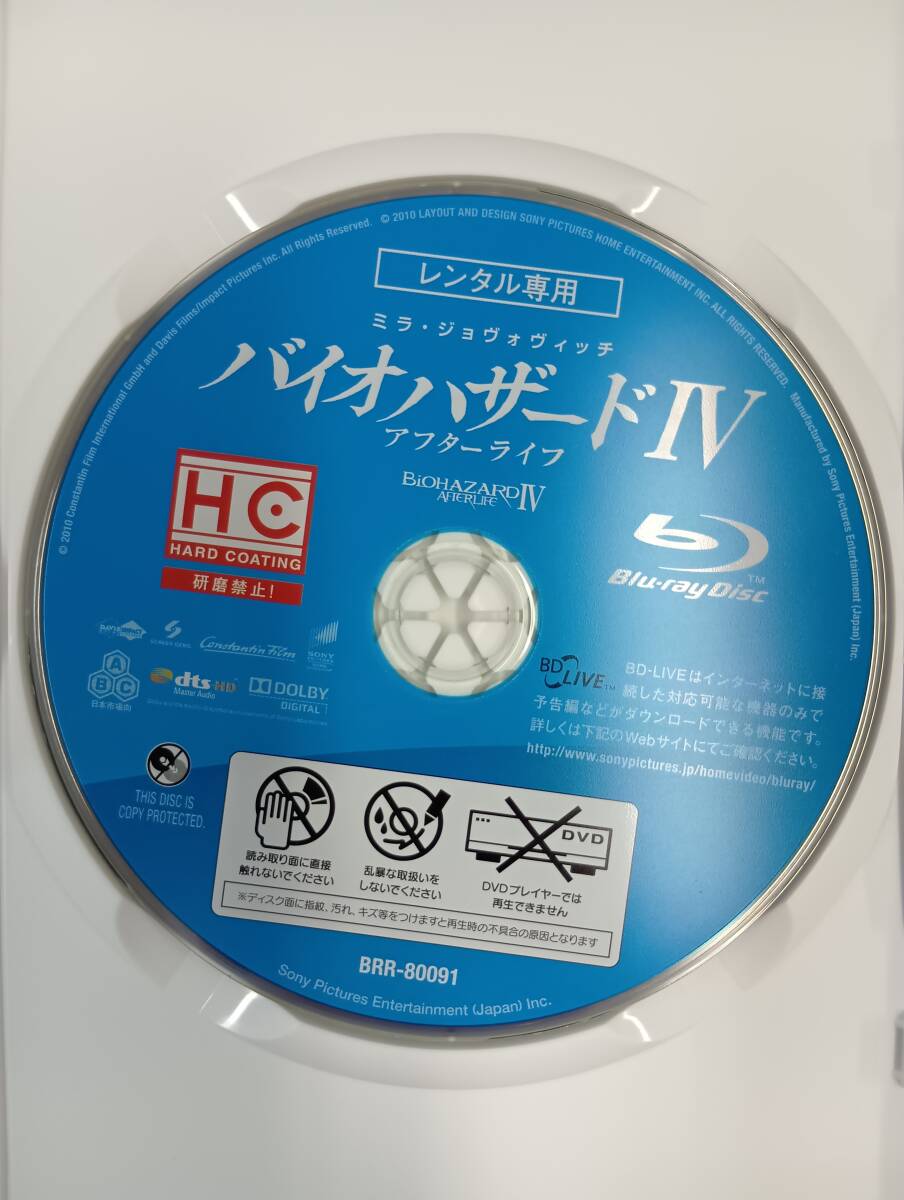 © 2010 Constantin Film International GmbH and Davis Films/Impact Pictures Inc. All Rights Reserved. © 2010 LAYOUT AND DESIGN SONY PICTURES HOME ENTERTAINMENT INC. ALL RIGHTS RESERVED. Manufactured by Sony Pictures Entertainment (Japan) Inc.
レンタル専用
ミラ・ジョヴォヴィッチ
バイオハザードIV
アフターライフ
BIOHAZARD IV
AFTERLIFE
HC
HARD COATING
研磨禁止!
Blu-ray Disc™
Constantin Film
SONY
ABC
日本市場向
dts-HD
Master Audio
DOLBY
DIGITAL
BD LIVE™
BD-LIVEはインターネットに接
続した対応可能な機器のみで
予告編などがダウンロードできる機能です。
詳しくは下記のWebサイトにてご確認ください。
http://www.sonypictures.jp/homevideo/bluray/
THIS DISC IS
COPY PROTECTED.
読み取り面に直接
触れないでください
乱暴な取扱いを
しないでください
DVD
DVDプレイヤーでは
再生できません
※ディスク面に指紋、汚れ、キズ等をつけますと再生時の不具合の原因となります
BRR-80091
Sony Pictures Entertainment (Japan) Inc.